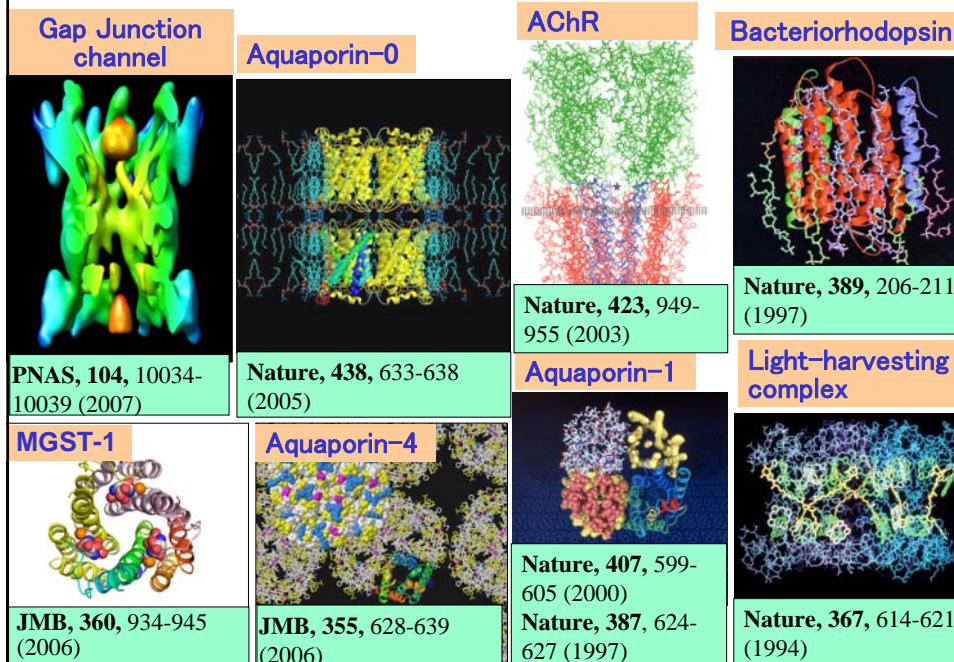 Gap Junction
channel
PNAS, 104, 10034-
10039 (2007)
Aquaporin-0
Nature, 438, 633-638
(2005)
AChR
*
Nature, 423, 949-
955 (2003)
Bacteriorhodopsin
Nature, 389, 206-211
(1997)
MGST-1
JMB, 360, 934-945
(2006)
Aquaporin-4
JMB, 355, 628-639
(2006)
Aquaporin-1
Nature, 407, 599-
605 (2000)
Nature, 387, 624-
627 (1997)
Light-harvesting
complex
Nature, 367, 614-621
(1994)